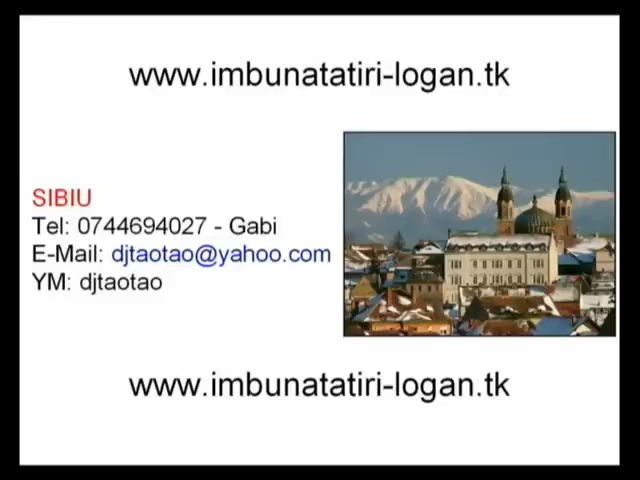 www.imbunatatiri-logan.tk
SIBIU
Tel: 0744694027 - Gabi
E-Mail: djtaotao@yahoo.com
YM: djtaotao
www.imbunatatiri-logan.tk